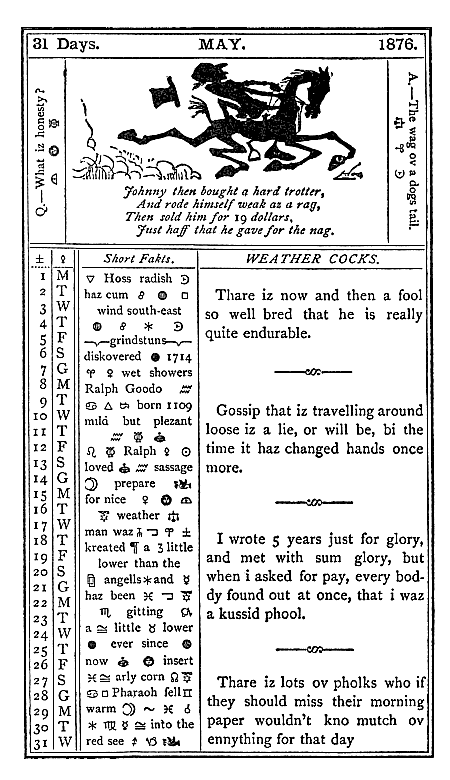 31 Days.
MAY.
1876.
Q.—What iz honesty?
A.—The wag ov a dogs tail.
Johnny then bought a hard trotter,
And rode himself weak az a rag,
Then sold him for 19 dollars,
Just haff that he gave for the nag.
± ♀
Short Fakts.
WEATHER COCKS.
1 M
2 T
3 W
4 T
5 F
6 S
7 G
8 M
9 T
10 W
11 T
12 F
13 S
14 G
15 M
16 T
17 W
18 T
19 F
20 S
21 G
22 M
23 T
24 W
25 T
26 F
27 S
28 G
29 M
30 T
31 W
Hoss radish
haz cum
wind south-east
grindstuns
diskovered 1714
wet showers
Ralph Goodo
born 1109
mild but plezant
Ralph
loved sassage
prepare
for nice
weather
man waz
kreated ¶ a 3 little
lower than the
angells * and
haz been
gitting
a little lower
ever since
now insert
arly corn
Pharaoh fell
warm
into the
red see
Thare iz now and then a fool
so well bred that he is really
quite endurable.
Gossip that iz travelling around
loose iz a lie, or will be, bi the
time it haz changed hands once
more.
I wrote 5 years just for glory,
and met with sum glory, but
when i asked for pay, every bod-
dy found out at once, that i waz
a kussid phool.
Thare iz lots ov pholks who if
they should miss their morning
paper wouldn't kno mutch ov
ennything for that day